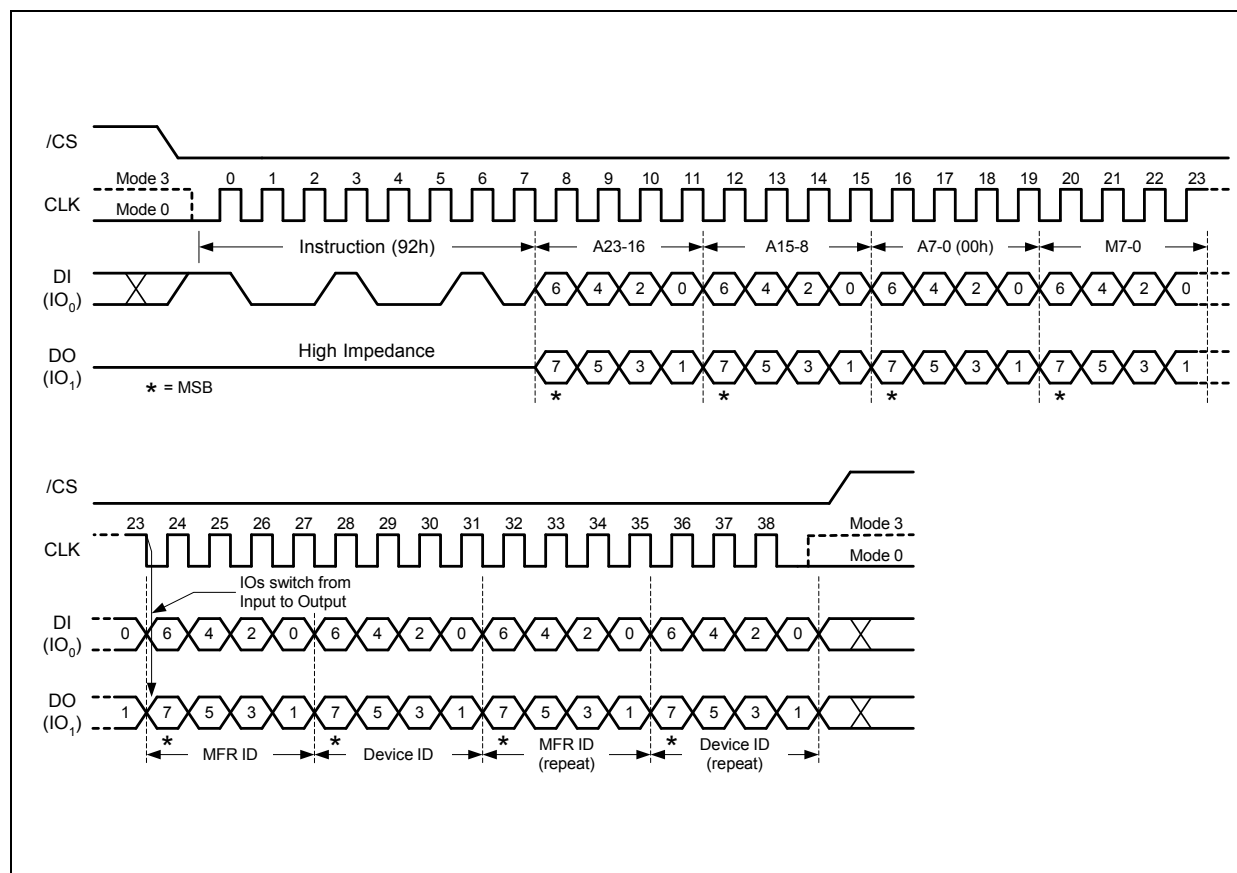 /CS
Mode 3 0 1 2 3 4 5 6 7 8 9 10 11 12 13 14 15 16 17 18 19 20 21 22 23
CLK
Mode 0
Instruction (92h) A23-16 A15-8 A7-0 (00h) M7-0
DI
(IO0) 6 4 2 0 6 4 2 0 6 4 2 0 6 4 2 0
High Impedance
DO
(IO1) 7 5 3 1 7 5 3 1 7 5 3 1 7 5 3 1
* = MSB * * * *
/CS
23 24 25 26 27 28 29 30 31 32 33 34 35 36 37 38 Mode 3
CLK
Mode 0
IOs switch from
Input to Output
DI
(IO0) 0 6 4 2 0 6 4 2 0 6 4 2 0 6 4 2 0
DO
(IO1) 1 7 5 3 1 7 5 3 1 7 5 3 1 7 5 3 1
* * * *
MFR ID Device ID MFR ID
(repeat) Device ID
(repeat)